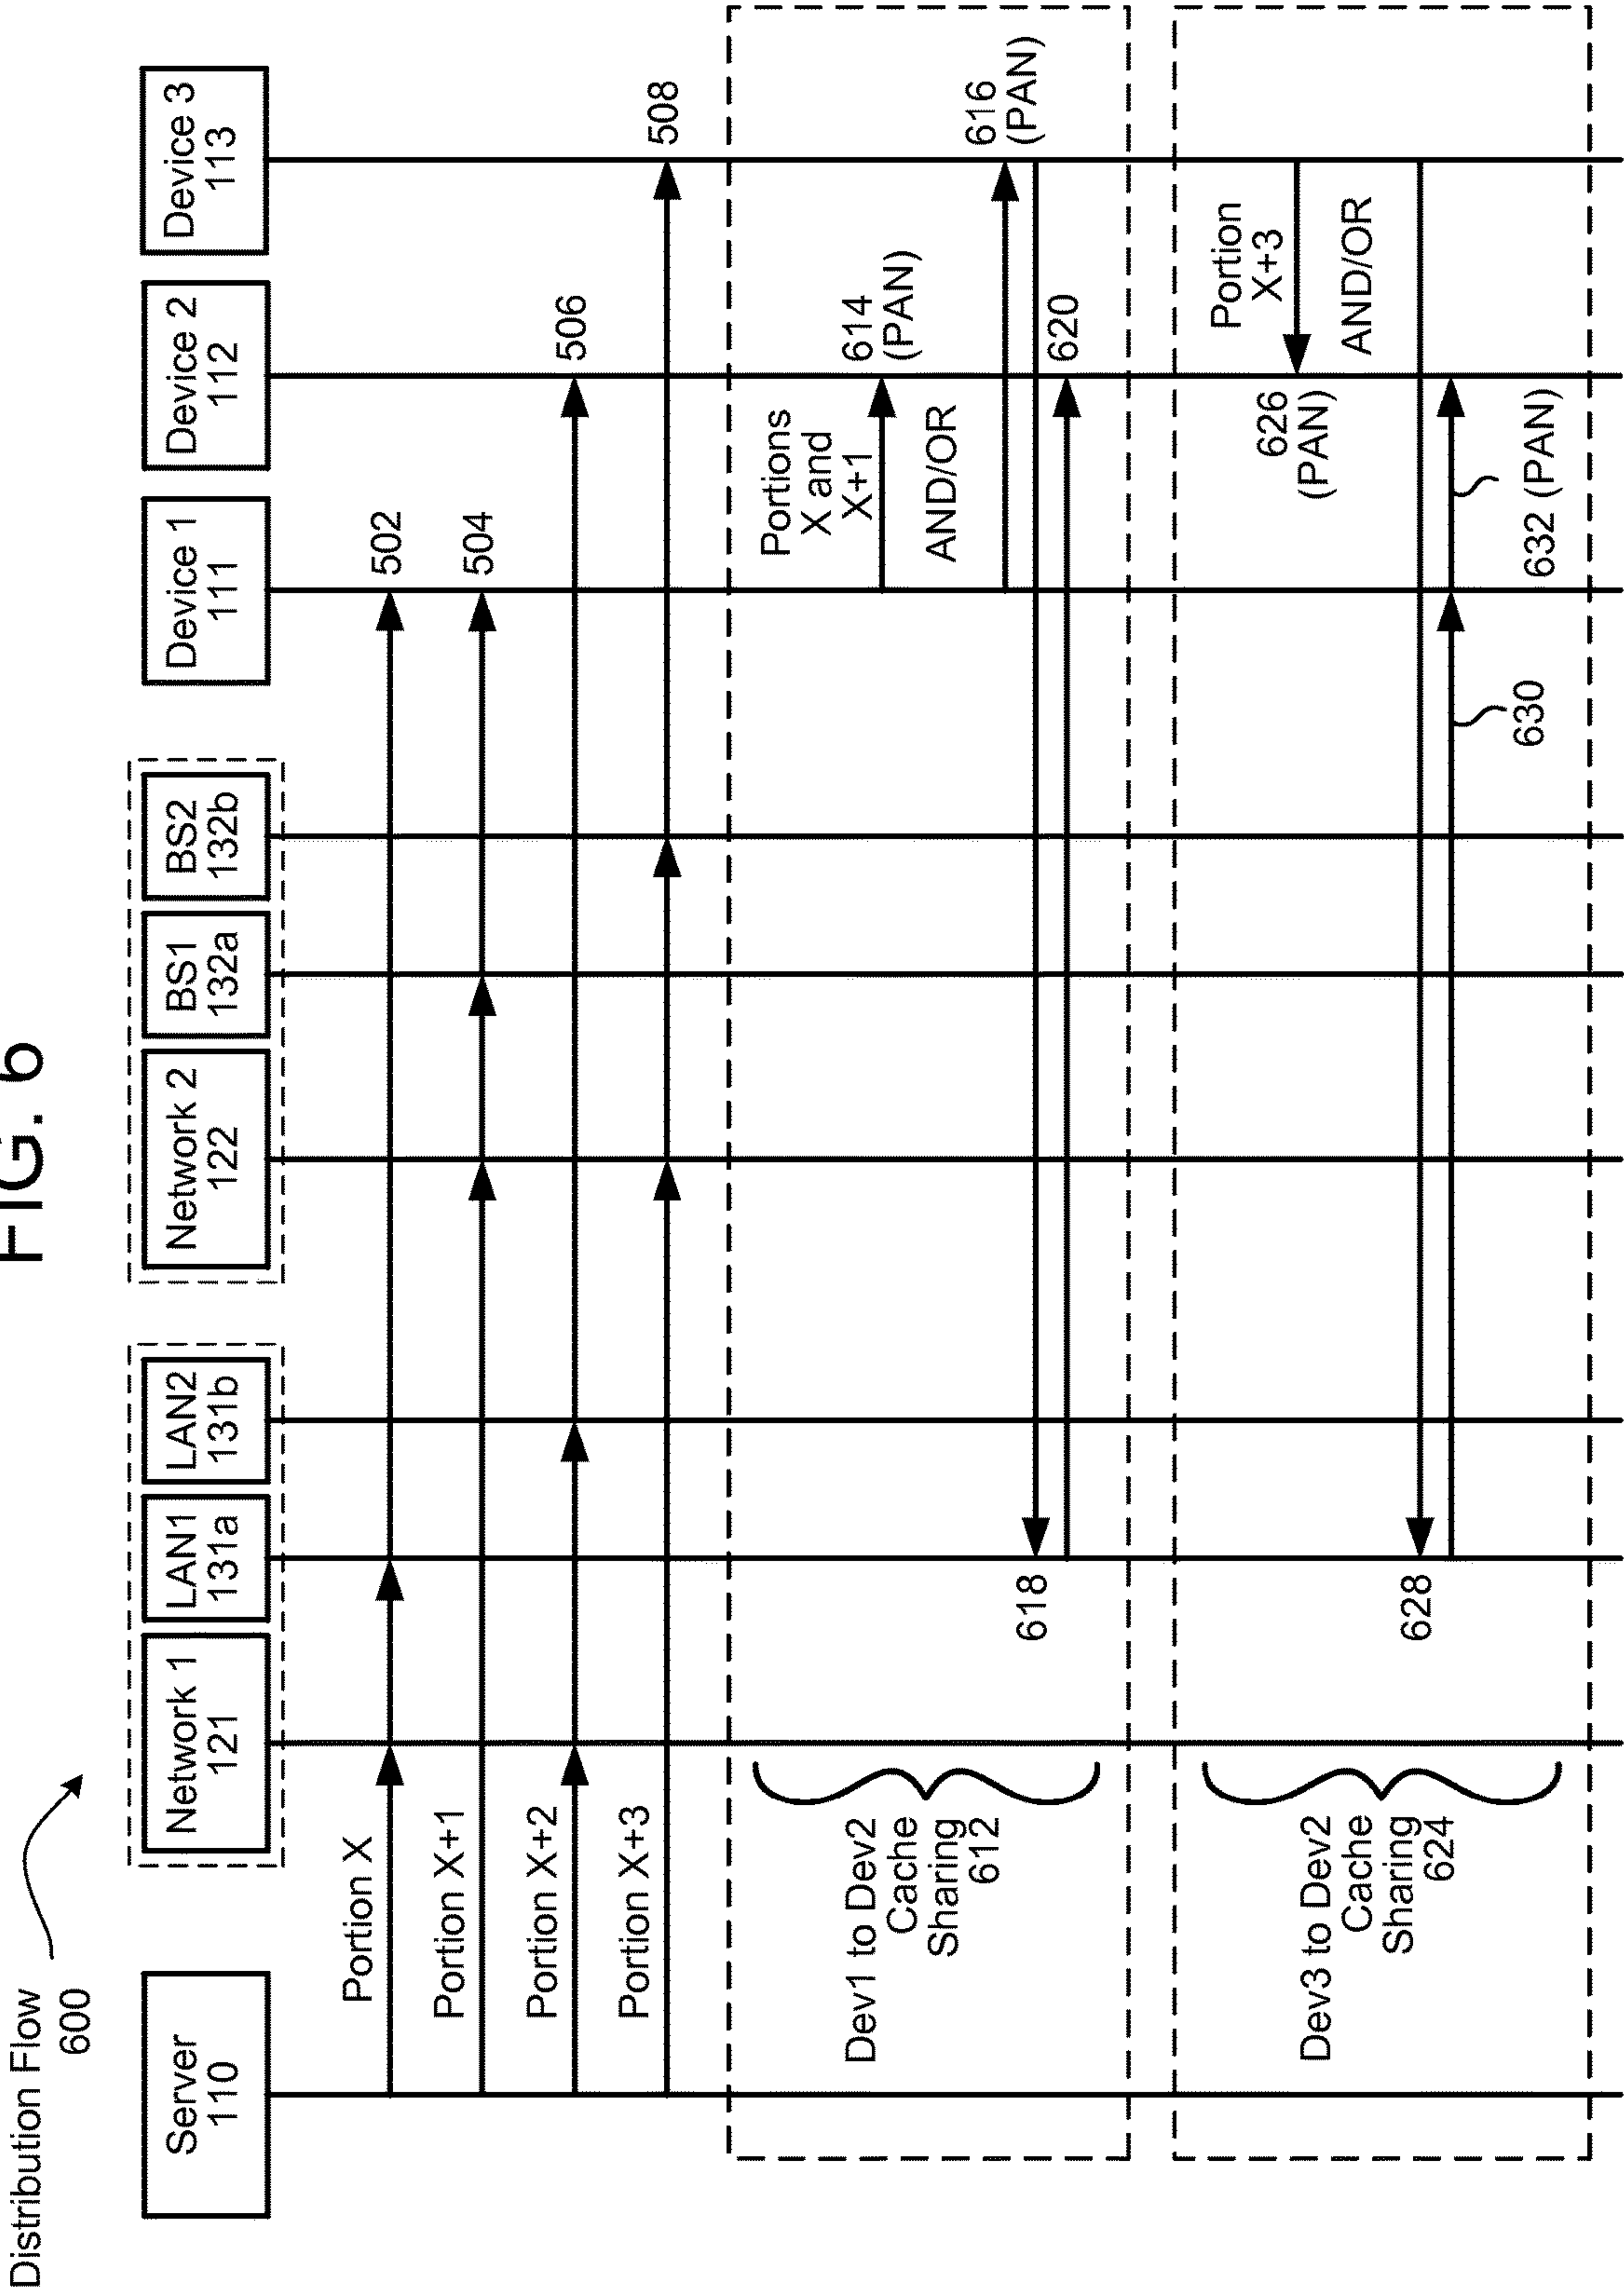 FIG. 6
Distribution Flow
600
Server
110
Network 1
121
LAN1
131a
LAN2
131b
Network 2
122
BS1
132a
BS2
132b
Device 1
111
Device 2
112
Device 3
113
Portion X
502
Portion X+1
504
Portion X+2
506
Portion X+3
508
Dev1 to Dev2
Cache
Sharing
612
Portions
X and
X+1
614
(PAN)
AND/OR
616
(PAN)
618
620
Dev3 to Dev2
Cache
Sharing
624
Portion
X+3
626
(PAN)
AND/OR
628
630
632 (PAN)